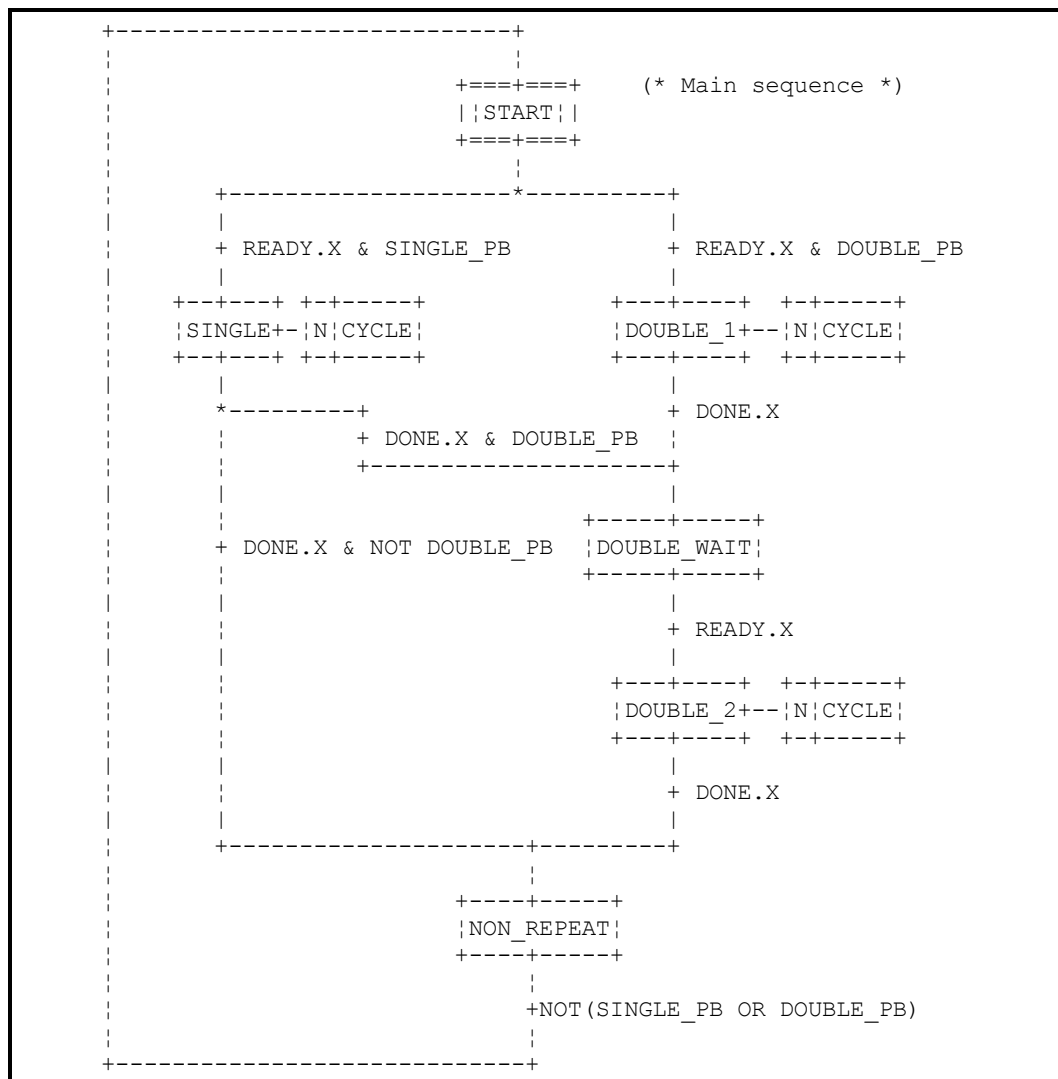 (* Main sequence *)
START
READY.X & SINGLE_PB READY.X & DOUBLE_PB
SINGLE N CYCLE DOUBLE_1 N CYCLE
DONE.X
DONE.X & DOUBLE_PB
DONE.X & NOT DOUBLE_PB DOUBLE_WAIT
READY.X
DOUBLE_2 N CYCLE
DONE.X
NON_REPEAT
NOT(SINGLE_PB OR DOUBLE_PB)